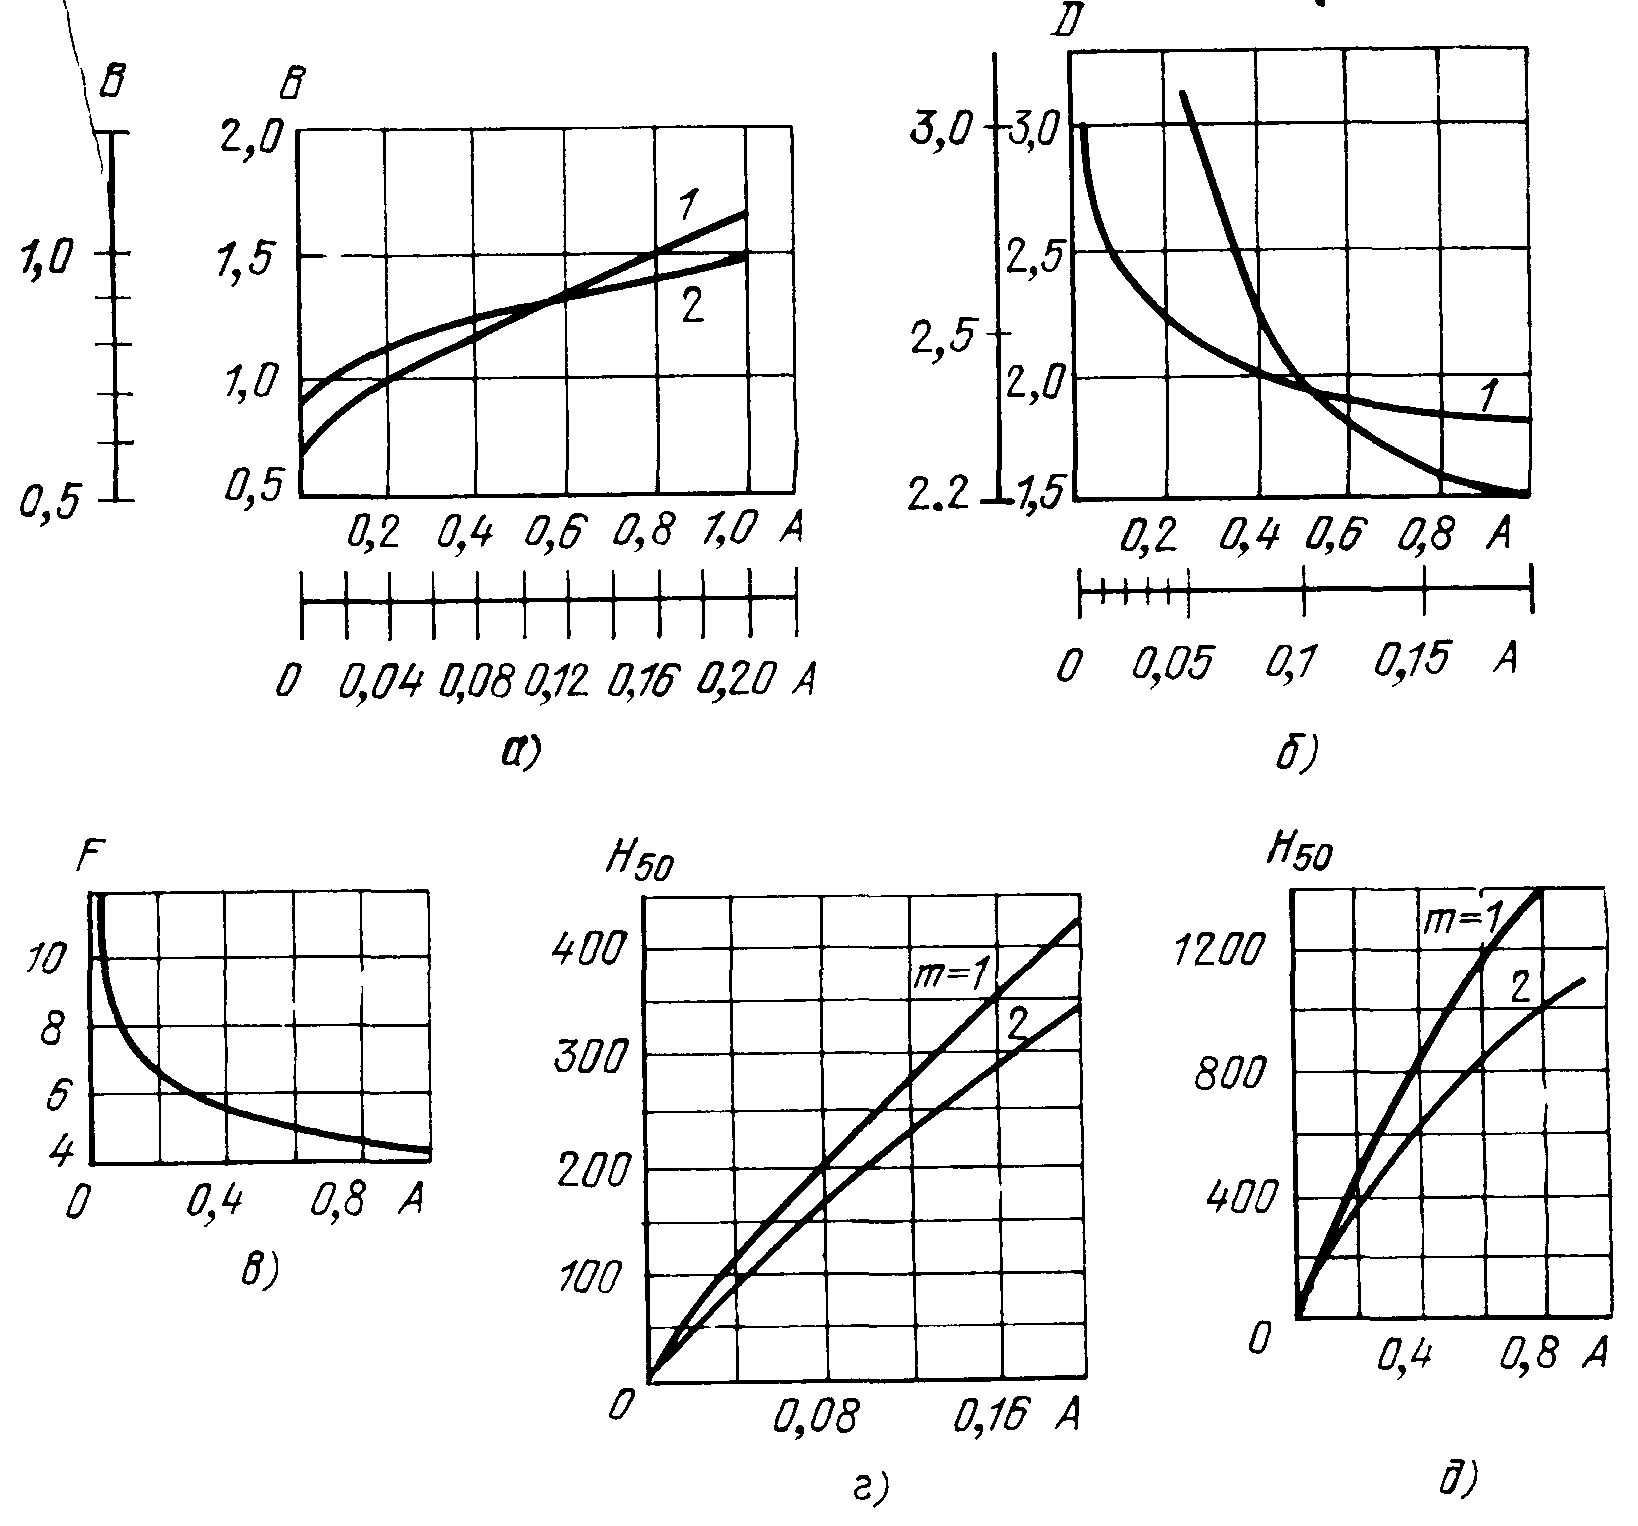 В
1,0
0,5
В
2,0
1,5
1,0
0,5
1
2
0,2 0,4 0,6 0,8 1,0 А
0 0,04 0,08 0,12 0,16 0,20 А
а)
D
3,0 3,0
2,5
2,5
2,0
2.2 1,5
1
0,2 0,4 0,6 0,8 А
0 0,05 0,1 0,15 А
б)
F
10
8
6
4
0 0,4 0,8 А
в)
H50
400
300
200
100
m=1
2
0 0,08 0,16 А
г)
H50
1200
800
400
m=1
2
0 0,4 0,8 А
д)